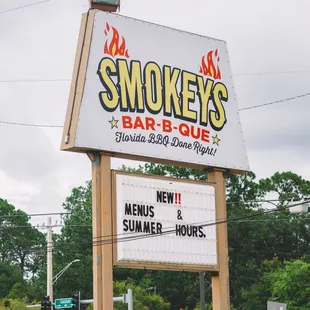 SMOKEYS
BAR-B-QUE
Florida BBQ Done Right!
NEW!!
MENUS &
SUMMER HOURS.